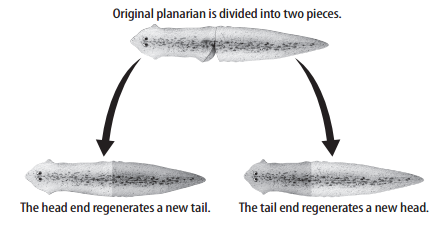 Original planarian is divided into two pieces.
The head end regenerates a new tail.
The tail end regenerates a new head.